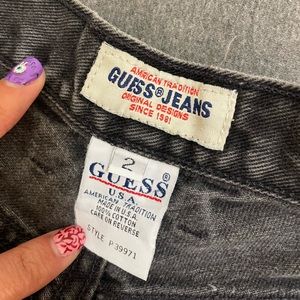 AMERICAN TRADITION
GUESS®JEANS
ORIGINAL DESIGNS
SINCE 1981
2
GUESS®
U.S.A.
AMERICAN TRADITION
MADE IN U.S.A.
100% COTTON
CARE ON REVERSE
STYLE P39971